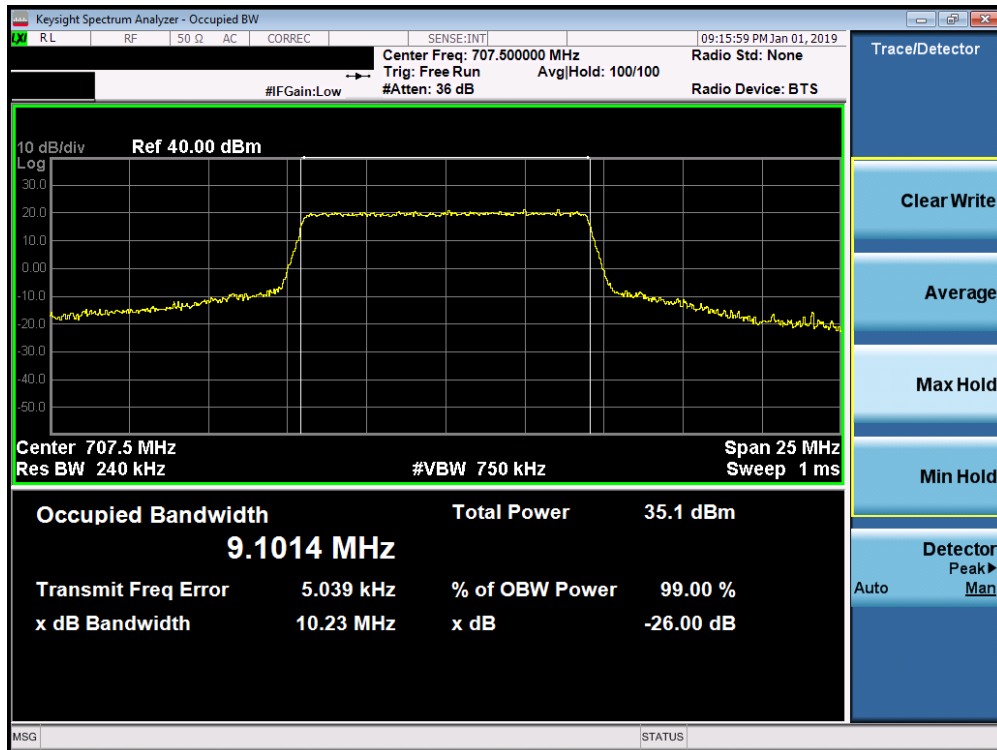 Keysight Spectrum Analyzer - Occupied BW
LXI RL RF 50 Ω AC CORREC SENSE:INT 09:15:59 PM Jan 01, 2019
Center Freq: 707.500000 MHz Radio Std: None
Trig: Free Run Avg|Hold: 100/100
#IFGain:Low #Atten: 36 dB Radio Device: BTS
10 dB/div Ref 40.00 dBm
Log
30.0
20.0
10.0
0.00
-10.0
-20.0
-30.0
-40.0
-50.0
Center 707.5 MHz Span 25 MHz
Res BW 240 kHz #VBW 750 kHz Sweep 1 ms
Occupied Bandwidth Total Power 35.1 dBm
9.1014 MHz
Transmit Freq Error 5.039 kHz % of OBW Power 99.00 %
x dB Bandwidth 10.23 MHz x dB -26.00 dB
MSG STATUS
Trace/Detector
Clear Write
Average
Max Hold
Min Hold
Detector
Peak▶
Auto Man